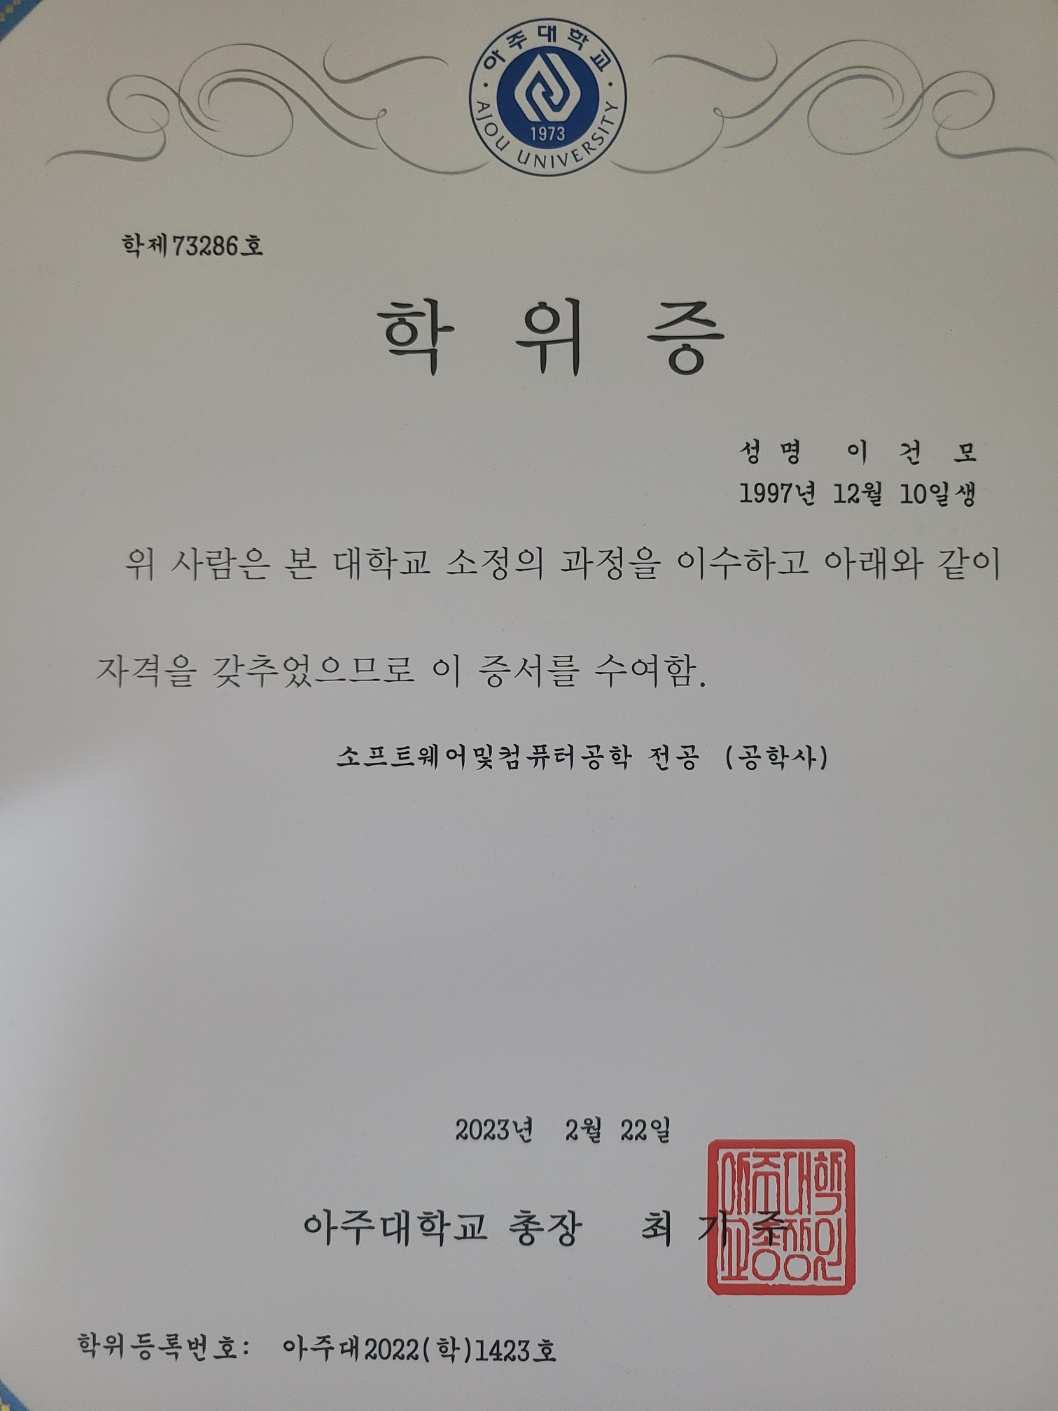 아주대학교
AJOU UNIVERSITY
1973
학제73286호
학 위 증
성 명 이 건 모
1997년 12월 10일생
위 사람은 본 대학교 소정의 과정을 이수하고 아래와 같이
자격을 갖추었으므로 이 증서를 수여함.
소프트웨어및컴퓨터공학 전공 (공학사)
2023년 2월 22일
아주대학교 총장 최 기 주
아주대학
교총장인
학위등록번호: 아주대2022(학)1423호